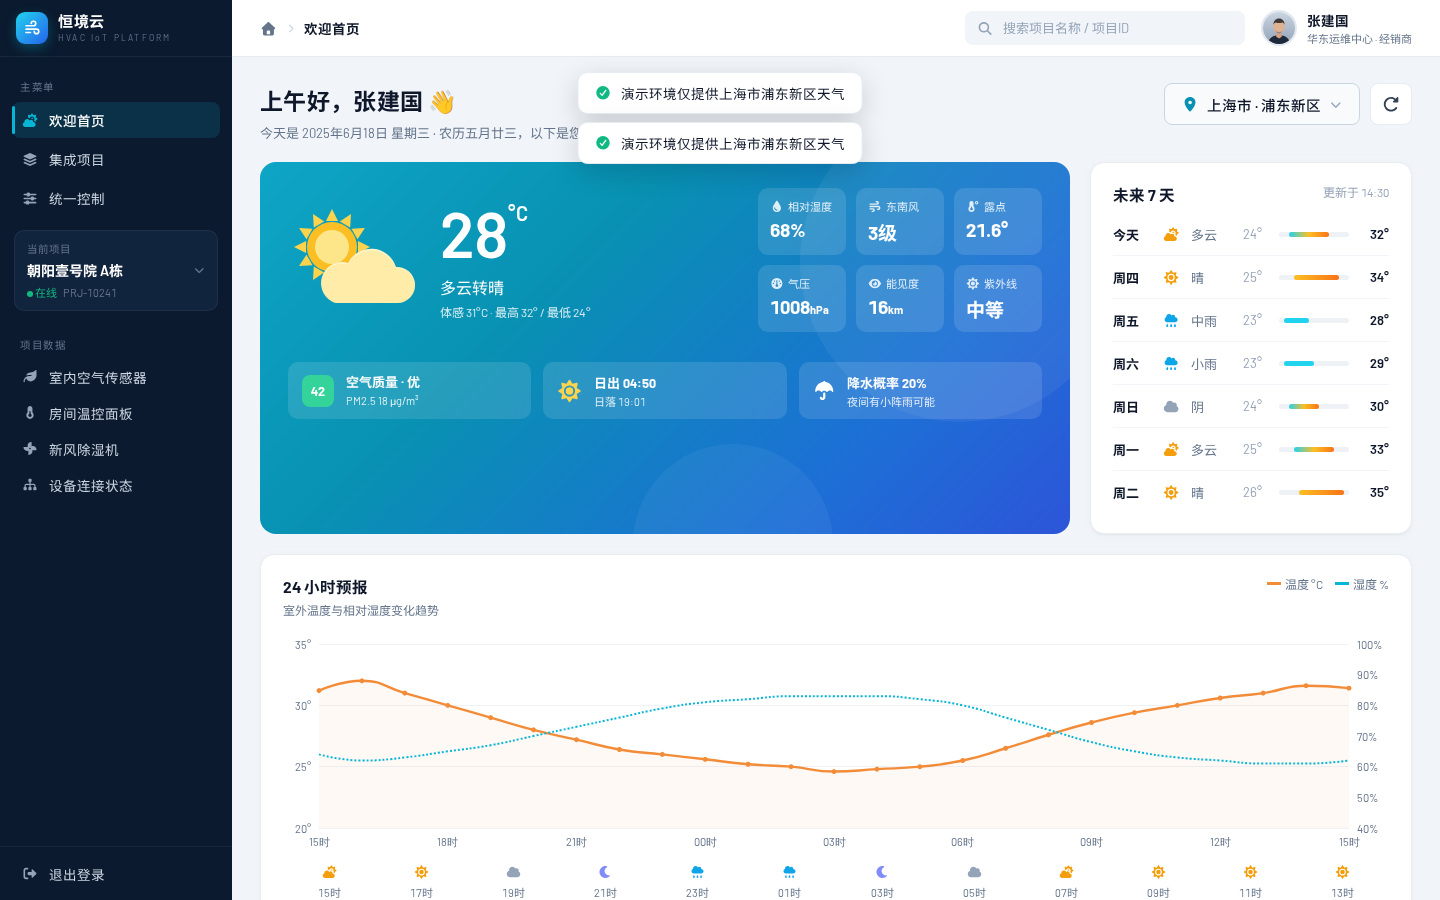 恒境云
HVAC IoT PLATFORM
主菜单
欢迎首页
集成项目
统一控制
当前项目
朝阳壹号院 A栋
在线 PRJ-10241
项目数据
室内空气传感器
房间温控面板
新风除湿机
设备连接状态
退出登录
欢迎首页
搜索项目名称 / 项目ID
张建国
华东运维中心 · 经销商
演示环境仅提供上海市浦东新区天气
演示环境仅提供上海市浦东新区天气
上午好，张建国 👋
今天是 2025年6月18日 星期三 · 农历五月廿三，以下是您
上海市 · 浦东新区
28°C
多云转晴
体感 31°C · 最高 32° / 最低 24°
相对湿度
68%
东南风
3级
露点
21.6°
气压
1008hPa
能见度
16km
紫外线
中等
42
空气质量 · 优
PM2.5 18 μg/m³
日出 04:50
日落 19:01
降水概率 20%
夜间有小阵雨可能
未来 7 天
更新于 14:30
今天 多云 24° 32°
周四 晴 25° 34°
周五 中雨 23° 28°
周六 小雨 23° 29°
周日 阴 24° 30°
周一 多云 25° 33°
周二 晴 26° 35°
24 小时预报
室外温度与相对湿度变化趋势
温度 °C 湿度 %
35° 100%
90%
30° 80%
70%
25° 60%
50%
20° 40%
15时 18时 21时 00时 03时 06时 09时 12时 15时
15时 17时 19时 21时 23时 01时 03时 05时 07时 09时 11时 13时